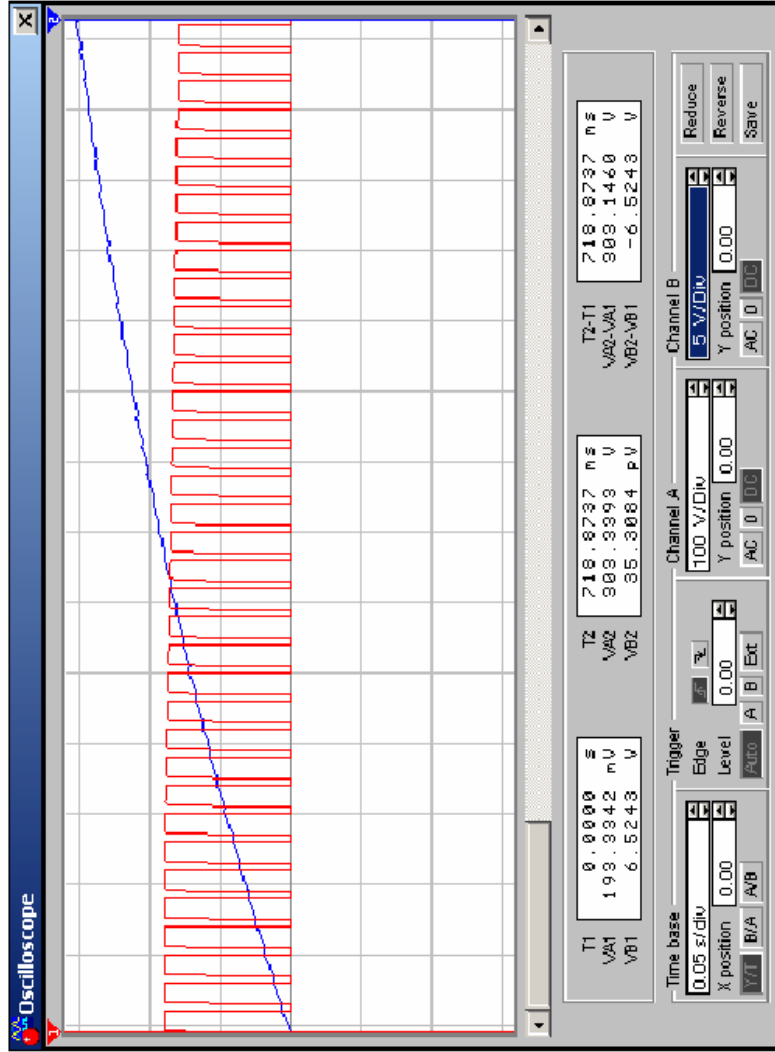 Oscilloscope X
1 2
T1 0.0000 s
VA1 193.3342 mV
VB1 6.5243 V
T2 718.8737 ms
VA2 303.3393 V
VB2 35.3084 pV
T2-T1 718.8737 ms
VA2-VA1 303.1460 V
VB2-VB1 -6.5243 V
Time base
0.05 s/div
X position 0.00
Y/T B/A A/B
Trigger
Edge
Level 0.00
Auto A B Ext
Channel A
100 V/Div
Y position 0.00
AC 0 DC
Channel B
5 V/Div
Y position 0.00
AC 0 DC
Reduce
Reverse
Save